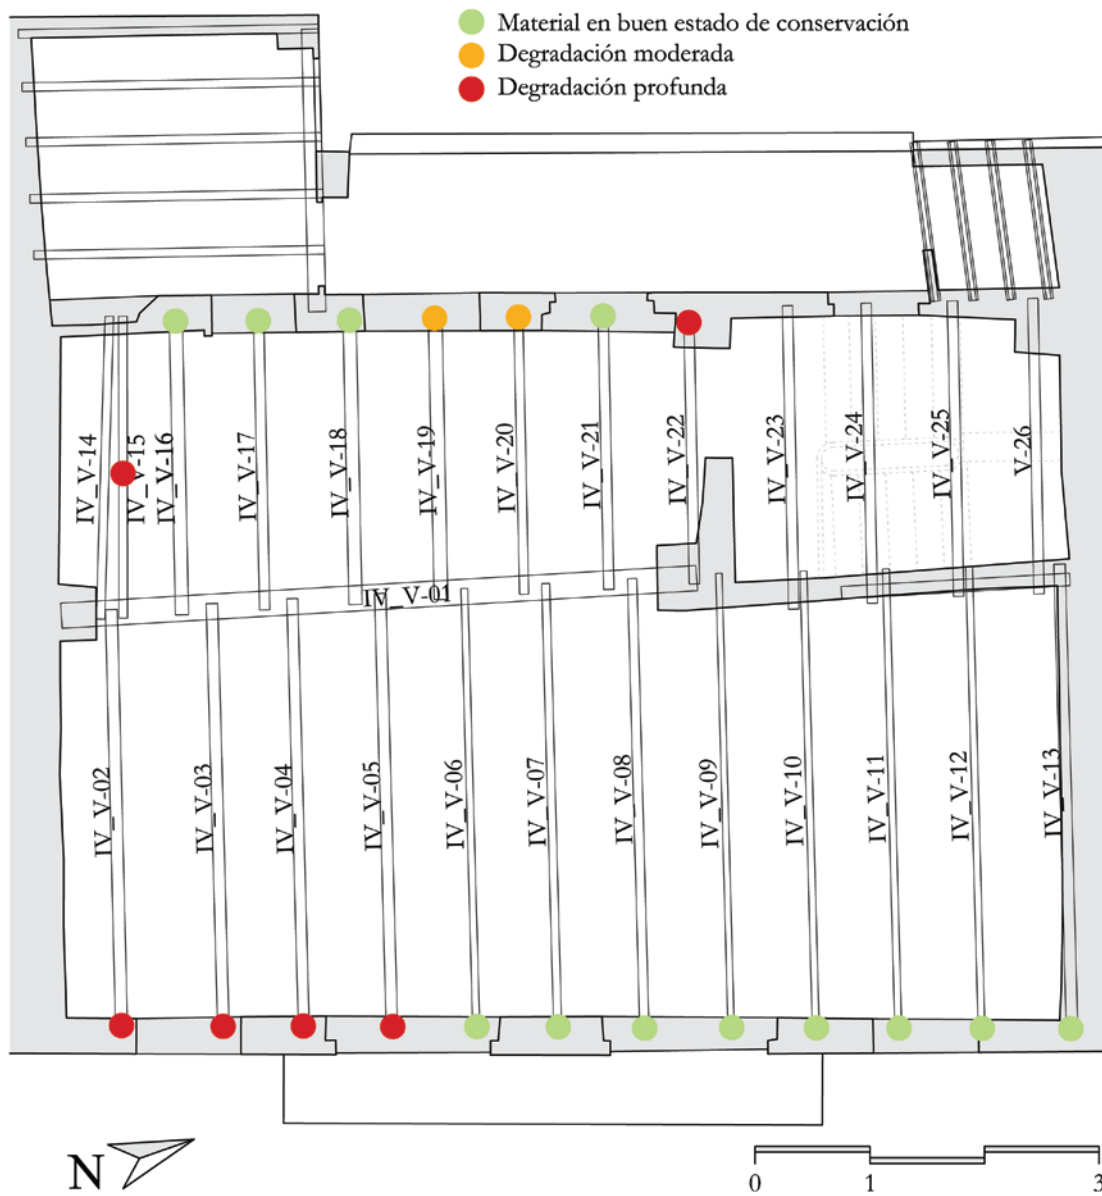 Material en buen estado de conservación
Degradación moderada
Degradación profunda
IV_V-14
IV_V-15
IV_V-16
IV_V-17
IV_V-18
IV_V-19
IV_V-20
IV_V-21
IV_V-22
IV_V-23
IV_V-24
IV_V-25
V-26
IV_V-01
IV_V-02
IV_V-03
IV_V-04
IV_V-05
IV_V-06
IV_V-07
IV_V-08
IV_V-09
IV_V-10
IV_V-11
IV_V-12
IV_V-13
N
0 1 3